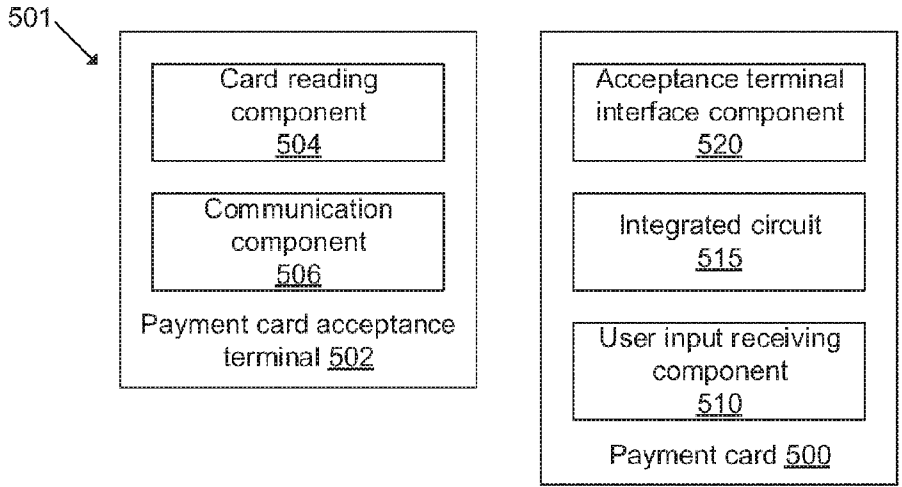 501
Card reading
component
504
Communication
component
506
Payment card acceptance
terminal 502
Acceptance terminal
interface component
520
Integrated circuit
515
User input receiving
component
510
Payment card 500